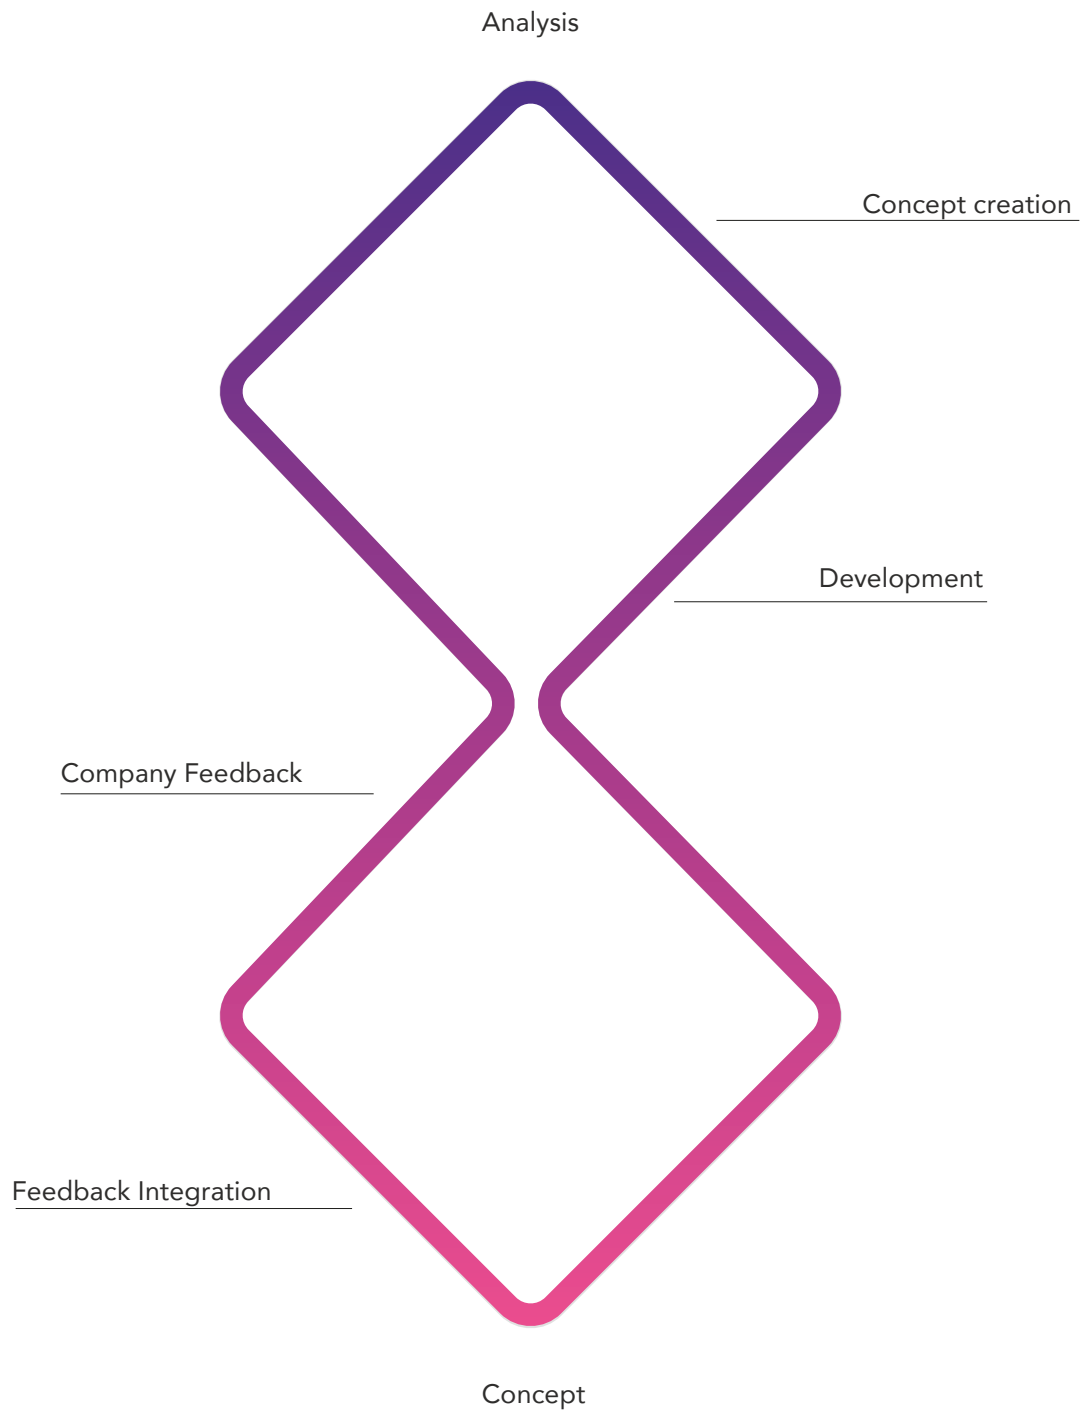 Analysis
Concept creation
Development
Company Feedback
Feedback Integration
Concept